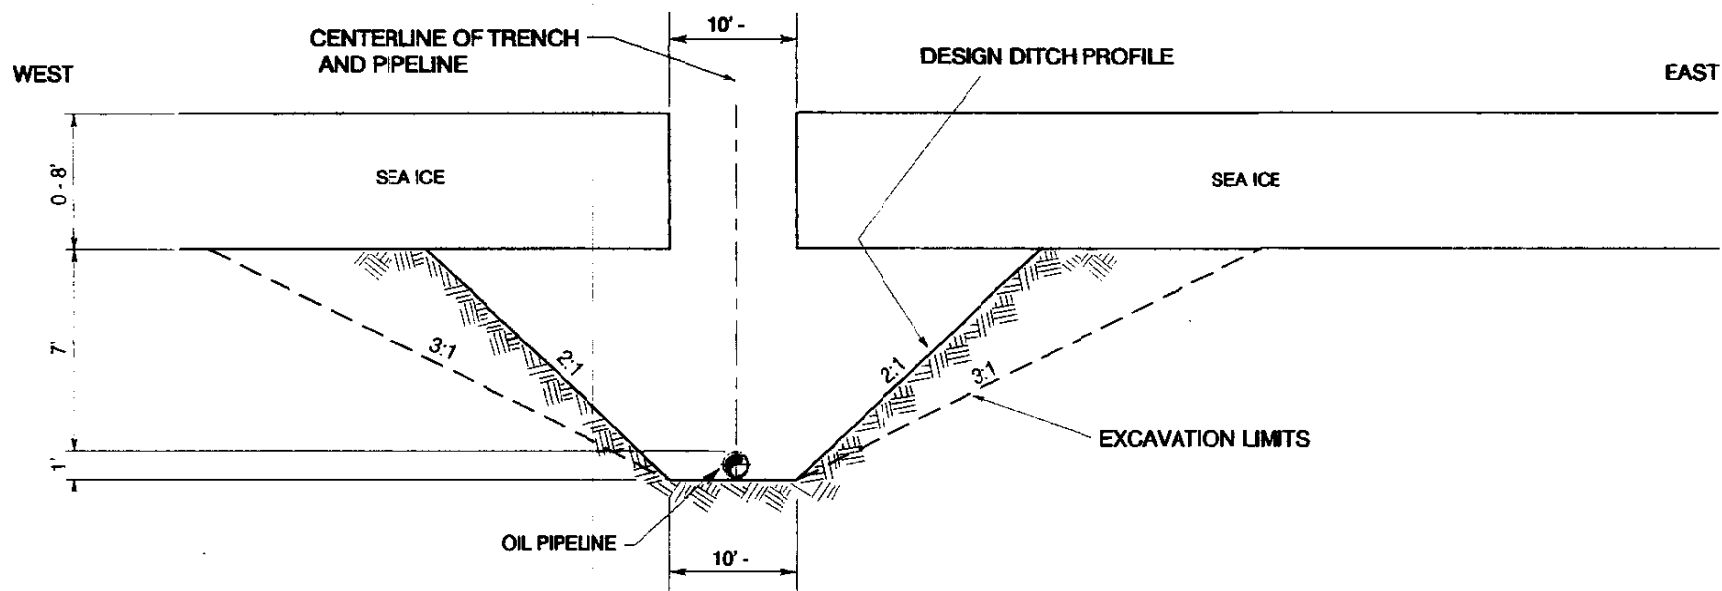 10' -
CENTERLINE OF TRENCH
AND PIPELINE
DESIGN DITCH PROFILE
WEST
EAST
0 - 8'
SEA ICE
SEA ICE
7'
3:1
2:1
2:1
3:1
EXCAVATION LIMITS
1'
OIL PIPELINE
10' -